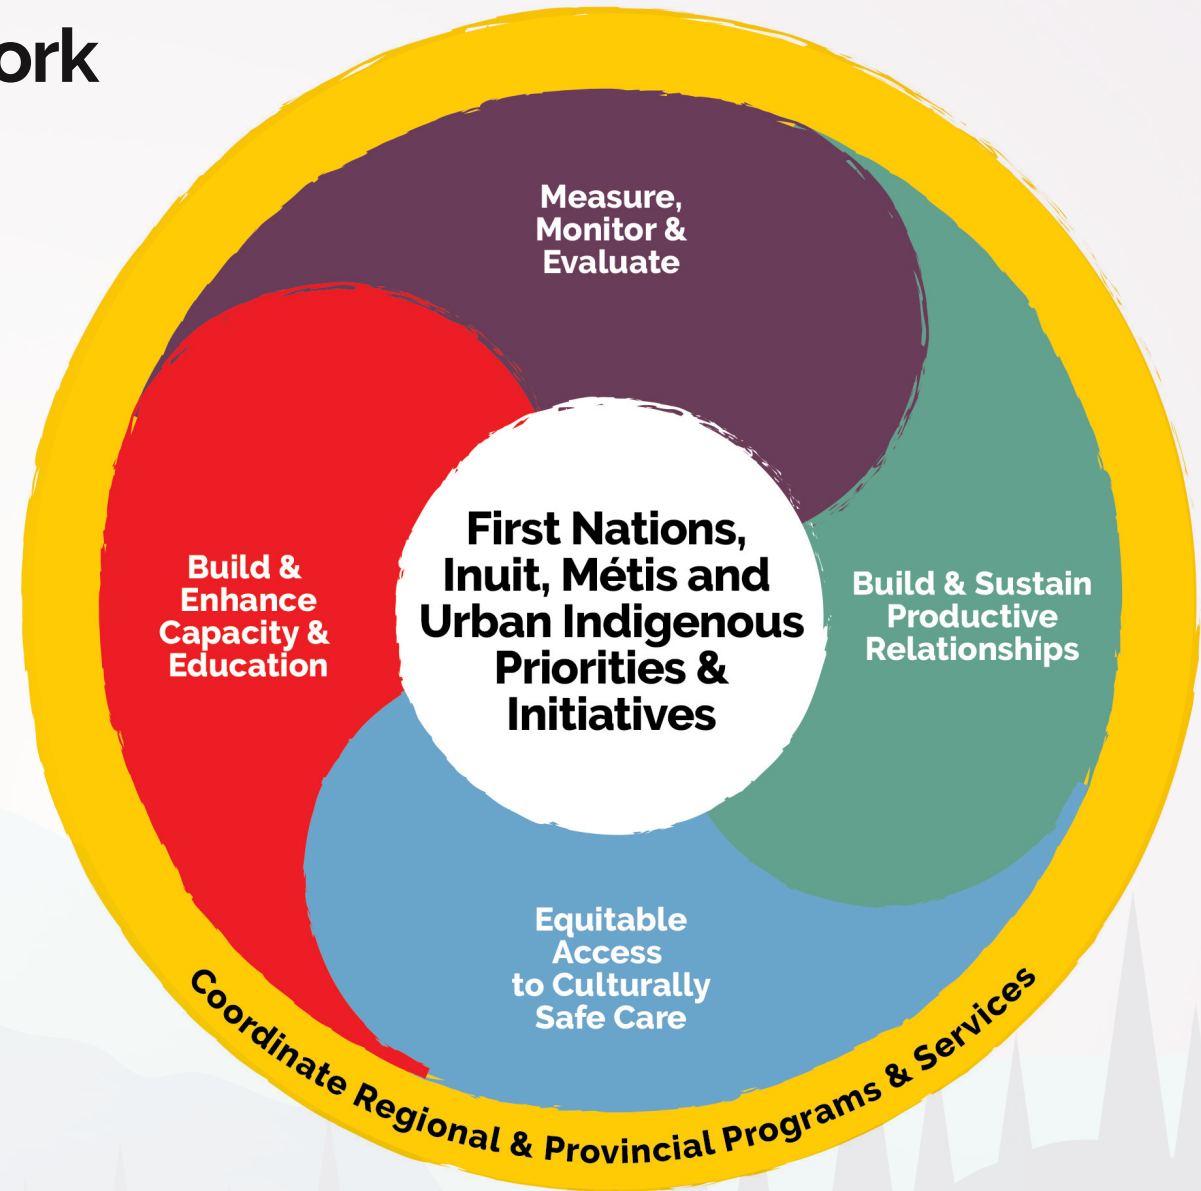 ork
Measure,
Monitor &
Evaluate
Build &
Enhance
Capacity &
Education
First Nations,
Inuit, Métis and
Urban Indigenous
Priorities &
Initiatives
Build & Sustain
Productive
Relationships
Equitable
Access
to Culturally
Safe Care
Coordinate Regional & Provincial Programs & Services